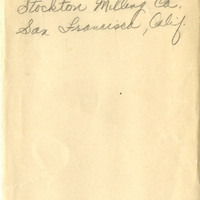 Stockton Milling Co.
San Francisco, Calif.